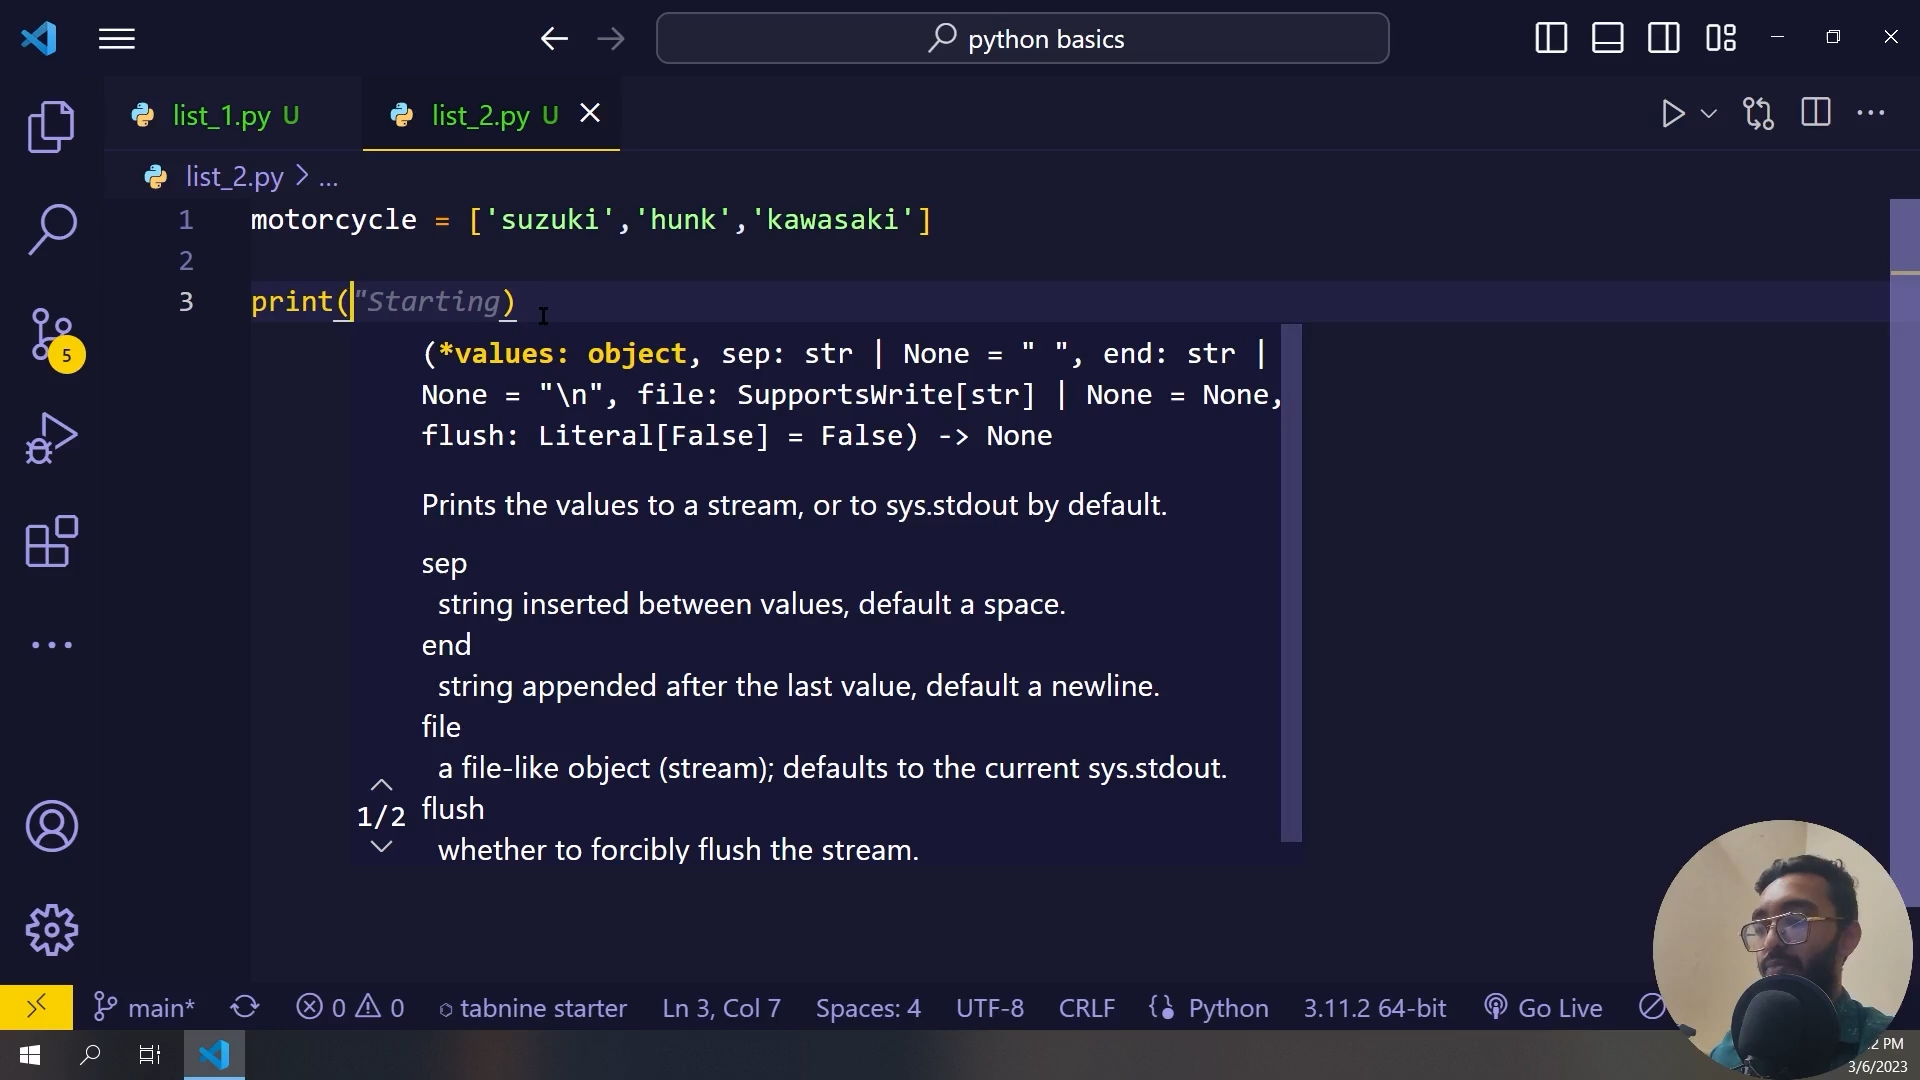 python basics
list_1.py U
list_2.py U
list_2.py > ...
1 motorcycle = ['suzuki','hunk','kawasaki']
2
3 print("Starting)
(*values: object, sep: str | None = " ", end: str |
None = "\n", file: SupportsWrite[str] | None = None,
flush: Literal[False] = False) -> None
Prints the values to a stream, or to sys.stdout by default.
sep
string inserted between values, default a space.
end
string appended after the last value, default a newline.
file
a file-like object (stream); defaults to the current sys.stdout.
1/2 flush
whether to forcibly flush the stream.
5
main* 0 0 tabnine starter Ln 3, Col 7 Spaces: 4 UTF-8 CRLF Python 3.11.2 64-bit Go Live
PM
3/6/2023